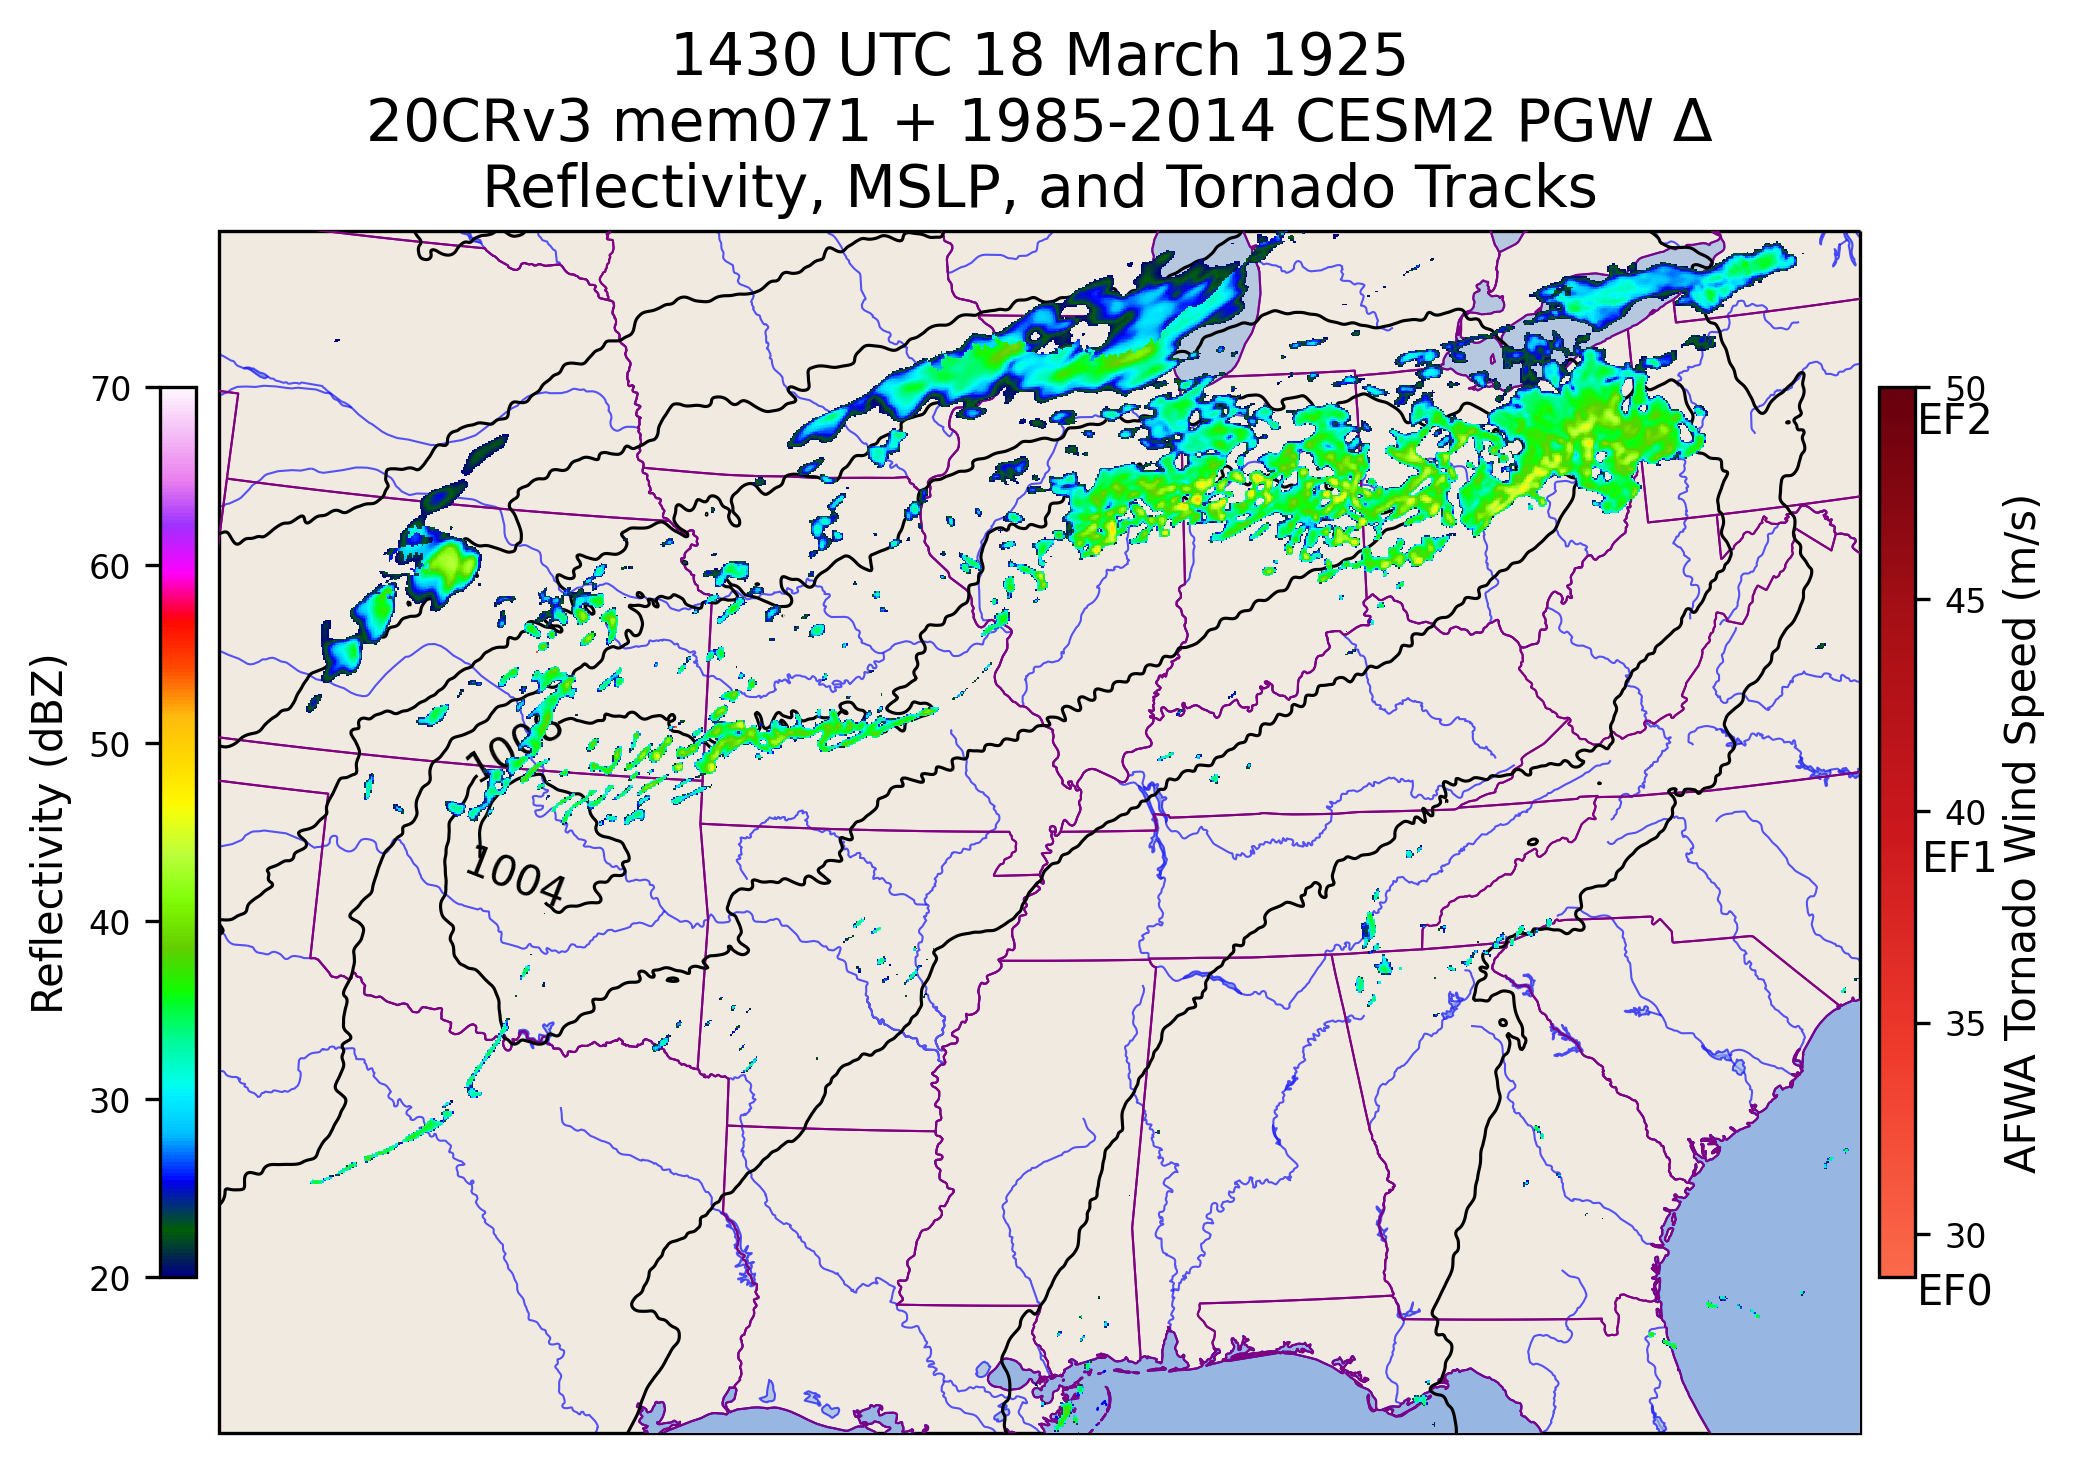 1430 UTC 18 March 1925
20CRv3 mem071 + 1985-2014 CESM2 PGW Δ
Reflectivity, MSLP, and Tornado Tracks
70
60
50
40
30
20
Reflectivity (dBZ)
1004
50
EF2
45
40
EF1
35
30
EF0
AFWA Tornado Wind Speed (m/s)